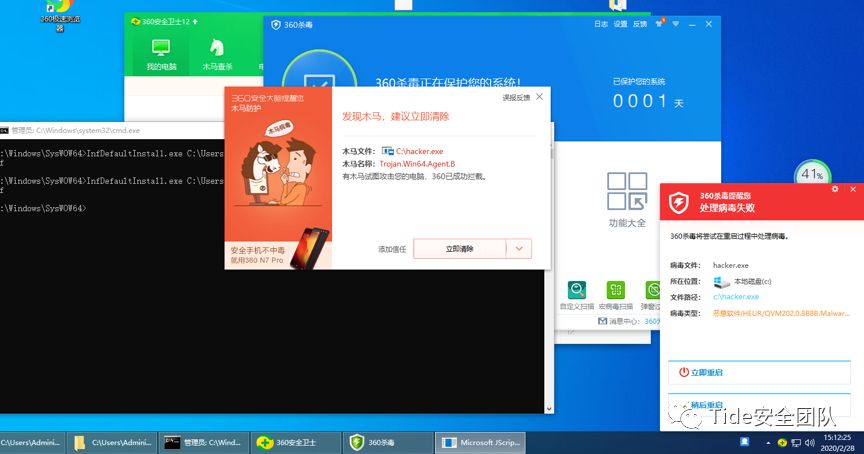 360极速浏览
器
360安全卫士12
我的电脑
木马查杀
360杀毒
日志 设置 反馈
360杀毒正在保护您的系统!
已保护您的系统
0001 天
管理员: C:\Windows\system32\cmd.exe
:\Windows\SysWOW64>InfDefaultInstall.exe C:\Users
f
:\Windows\SysWOW64>InfDefaultInstall.exe C:\Users
f
:\Windows\SysWOW64>
360安全大脑提醒您
木马防护
木马病毒
安全手机不中毒
就用360 N7 Pro
误报反馈
发现木马，建议立即清除
木马文件： C:\hacker.exe
木马名称： Trojan.Win64.Agent.B
有木马试图攻击您的电脑，360已成功拦截。
添加信任
立即清除
41%
功能大全
自定义扫描
宏病毒扫描
消息中心：
360杀毒提醒您
处理病毒失败
360杀毒将尝试在重启过程中处理病毒。
病毒文件： hacker.exe
所在位置： 本地磁盘(c:)
文件路径： c:\hacker.exe
病毒类型： 恶意软件(HEUR/QVM202.0.8B8B.Malwar...
立即重启
稍后重启
Tide安全团队
C:\Users\Admini...
C:\Users\Admini...
管理员: C:\Wind...
360安全卫士
360杀毒
Microsoft JScrip...
15:12:25
2020/2/28